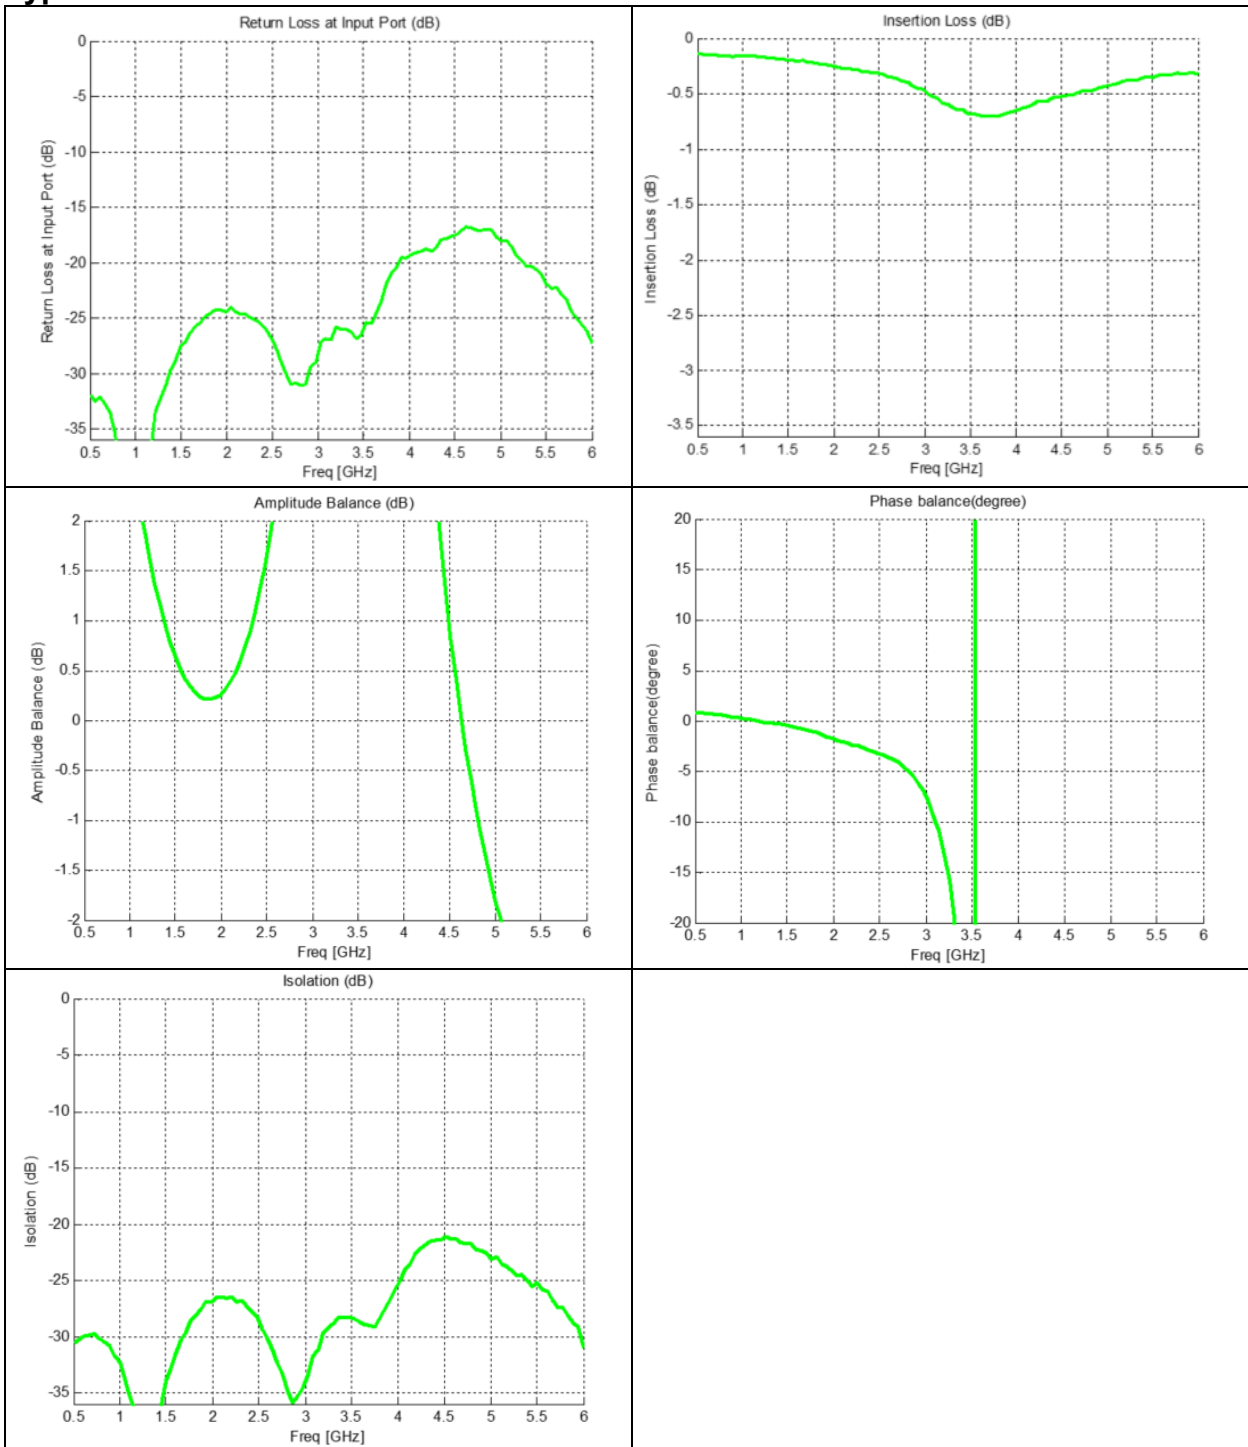 Return Loss at Input Port (dB)
0
-5
-10
-15
-20
-25
-30
-35
Return Loss at Input Port (dB)
0.5 1 1.5 2 2.5 3 3.5 4 4.5 5 5.5 6
Freq [GHz]
Insertion Loss (dB)
0
-0.5
-1
-1.5
-2
-2.5
-3
-3.5
Insertion Loss (dB)
0.5 1 1.5 2 2.5 3 3.5 4 4.5 5 5.5 6
Freq [GHz]
Amplitude Balance (dB)
2
1.5
1
0.5
0
-0.5
-1
-1.5
-2
Amplitude Balance (dB)
0.5 1 1.5 2 2.5 3 3.5 4 4.5 5 5.5 6
Freq [GHz]
Phase balance(degree)
20
15
10
5
0
-5
-10
-15
-20
Phase balance(degree)
0.5 1 1.5 2 2.5 3 3.5 4 4.5 5 5.5 6
Freq [GHz]
Isolation (dB)
0
-5
-10
-15
-20
-25
-30
-35
Isolation (dB)
0.5 1 1.5 2 2.5 3 3.5 4 4.5 5 5.5 6
Freq [GHz]